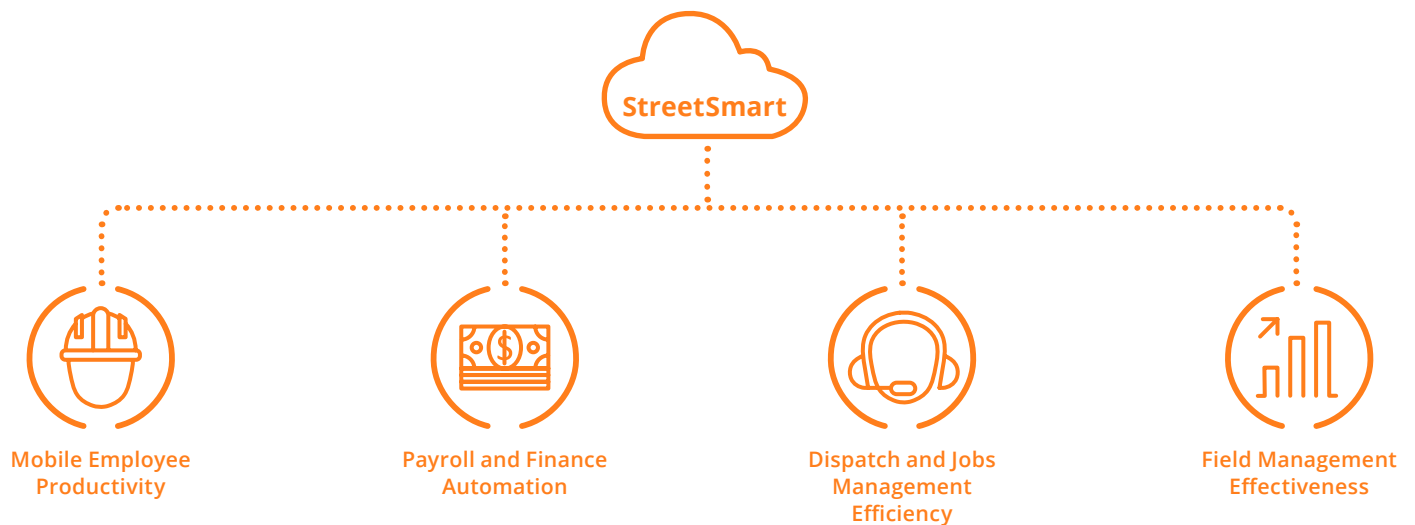 StreetSmart
Mobile Employee
Productivity
Payroll and Finance
Automation
Dispatch and Jobs
Management
Efficiency
Field Management
Effectiveness